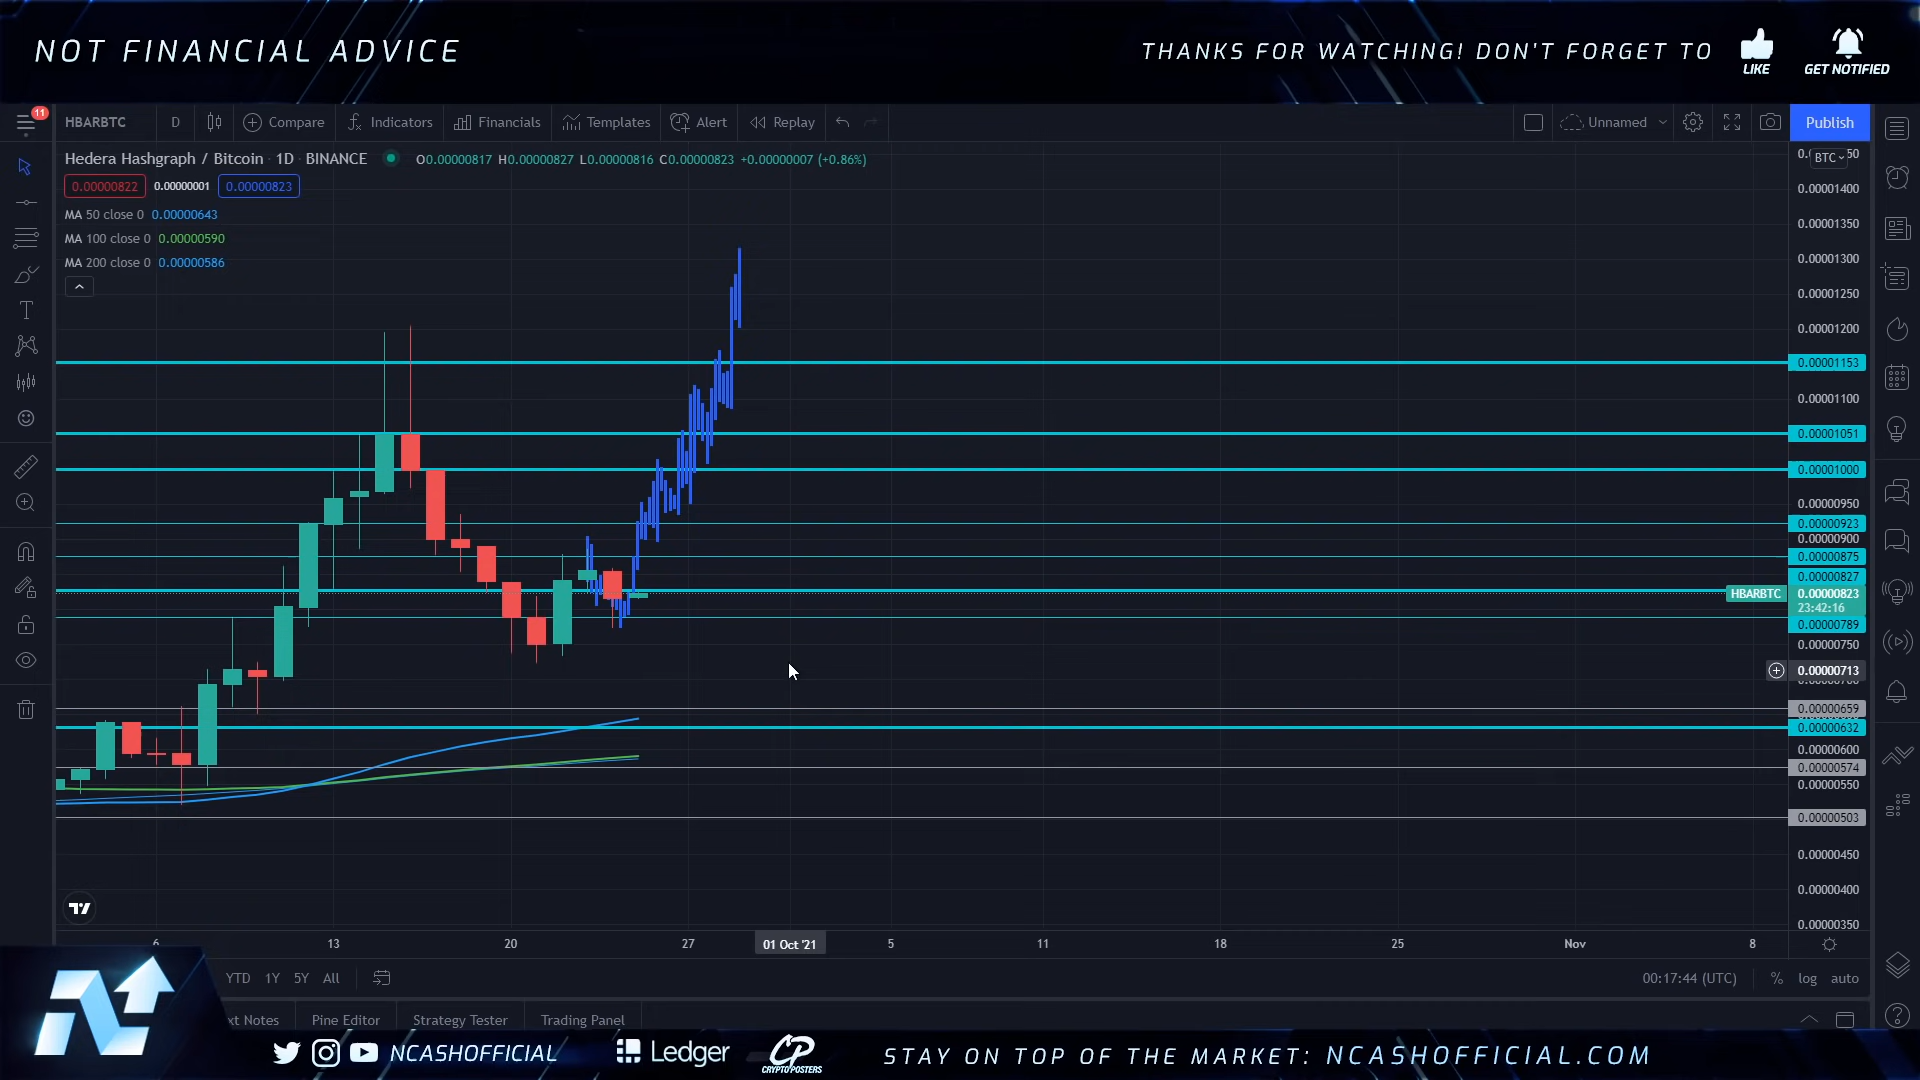 NOT FINANCIAL ADVICE
THANKS FOR WATCHING! DON'T FORGET TO
LIKE
GET NOTIFIED
11
HBARBTC
D
Compare
Indicators
Financials
Templates
Alert
Replay
Unnamed
Publish
Hedera Hashgraph / Bitcoin · 1D · BINANCE
O0.00000817 H0.00000827 L0.00000816 C0.00000823 +0.00000007 (+0.86%)
BTC
0.00000822 0.00000001 0.00000823
MA 50 close 0 0.00000643
MA 100 close 0 0.00000590
MA 200 close 0 0.00000586
0.00001400
0.00001350
0.00001300
0.00001250
0.00001200
0.00001153
0.00001100
0.00001051
0.00001000
0.00000950
0.00000923
0.00000900
0.00000875
0.00000827
HBARBTC 0.00000823
23:42:16
0.00000789
0.00000750
0.00000713
0.00000659
0.00000632
0.00000600
0.00000574
0.00000550
0.00000503
0.00000450
0.00000400
0.00000350
6 13 20 27 01 Oct '21 5 11 18 25 Nov 8
YTD 1Y 5Y All
00:17:44 (UTC) % log auto
xt Notes Pine Editor Strategy Tester Trading Panel
NCASHOFFICIAL
Ledger
CP
CRYPTOPOSTERS
STAY ON TOP OF THE MARKET: NCASHOFFICIAL.COM